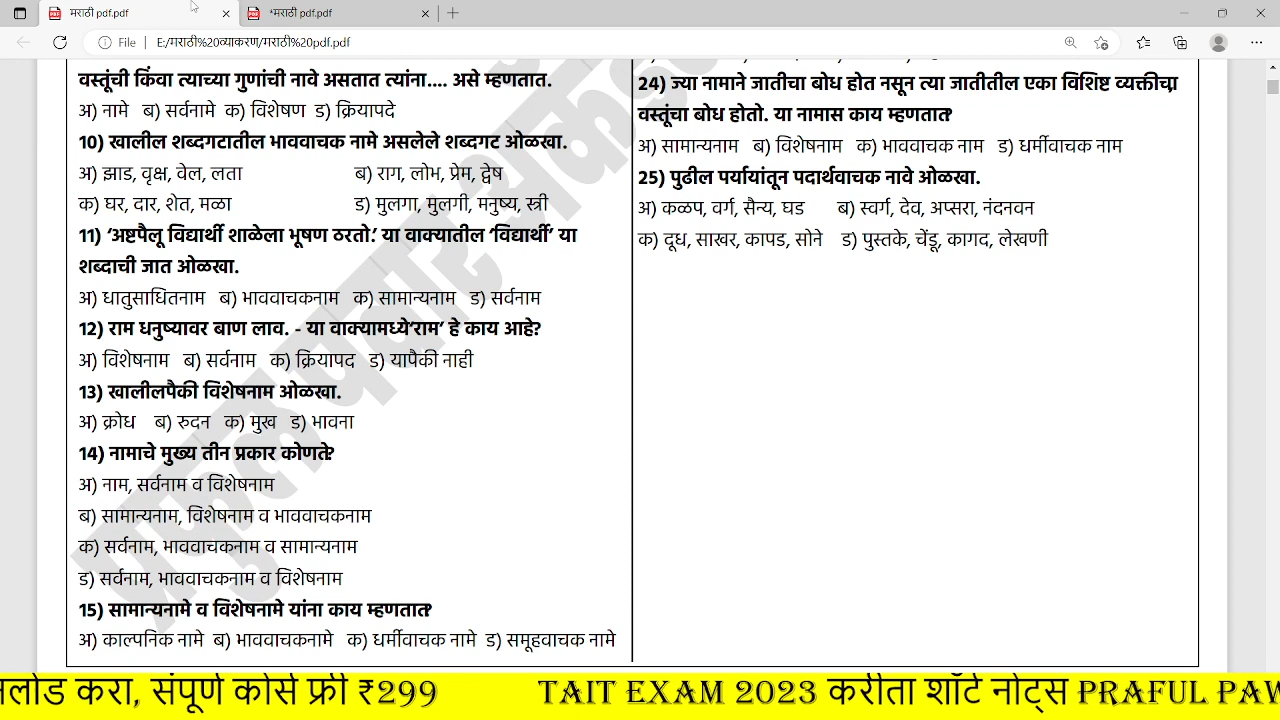 मराठी pdf.pdf
*मराठी pdf.pdf
File | E:/मराठी%20व्याकरण/मराठी%20pdf.pdf
वस्तूंची किंवा त्याच्या गुणांची नावे असतात त्यांना.... असे म्हणतात.
अ) नामे ब) सर्वनामे क) विशेषण ड) क्रियापदे
10) खालील शब्दगटातील भाववाचक नामे असलेले शब्दगट ओळखा.
अ) झाड, वृक्ष, वेल, लता ब) राग, लोभ, प्रेम, द्वेष
क) घर, दार, शेत, मळा ड) मुलगा, मुलगी, मनुष्य, स्त्री
11) ‘अष्टपैलू विद्यार्थी शाळेला भूषण ठरतो.’ या वाक्यातील ‘विद्यार्थी’ या
शब्दाची जात ओळखा.
अ) धातुसाधितनाम ब) भाववाचकनाम क) सामान्यनाम ड) सर्वनाम
12) राम धनुष्यावर बाण लाव. - या वाक्यामध्ये ‘राम’ हे काय आहे?
अ) विशेषनाम ब) सर्वनाम क) क्रियापद ड) यापैकी नाही
13) खालीलपैकी विशेषनाम ओळखा.
अ) क्रोध ब) रुदन क) मुख ड) भावना
14) नामाचे मुख्य तीन प्रकार कोणते?
अ) नाम, सर्वनाम व विशेषनाम
ब) सामान्यनाम, विशेषनाम व भाववाचकनाम
क) सर्वनाम, भाववाचकनाम व सामान्यनाम
ड) सर्वनाम, भाववाचकनाम व विशेषनाम
15) सामान्यनामे व विशेषनामे यांना काय म्हणतात?
अ) काल्पनिक नामे ब) भाववाचकनामे क) धर्मीवाचक नामे ड) समूहवाचक नामे
24) ज्या नामाने जातीचा बोध होत नसून त्या जातीतील एका विशिष्ट व्यक्तीचा,
वस्तूंचा बोध होतो. या नामास काय म्हणतात?
अ) सामान्यनाम ब) विशेषनाम क) भाववाचक नाम ड) धर्मीवाचक नाम
25) पुढील पर्यायांतून पदार्थवाचक नावे ओळखा.
अ) कळप, वर्ग, सैन्य, घड ब) स्वर्ग, देव, अप्सरा, नंदनवन
क) दूध, साखर, कापड, सोने ड) पुस्तके, चेंडू, कागद, लेखणी
करा, संपूर्ण कोर्स फ्री ₹299 TAIT EXAM 2023 करीता शॉर्ट नोट्स PRAFUL